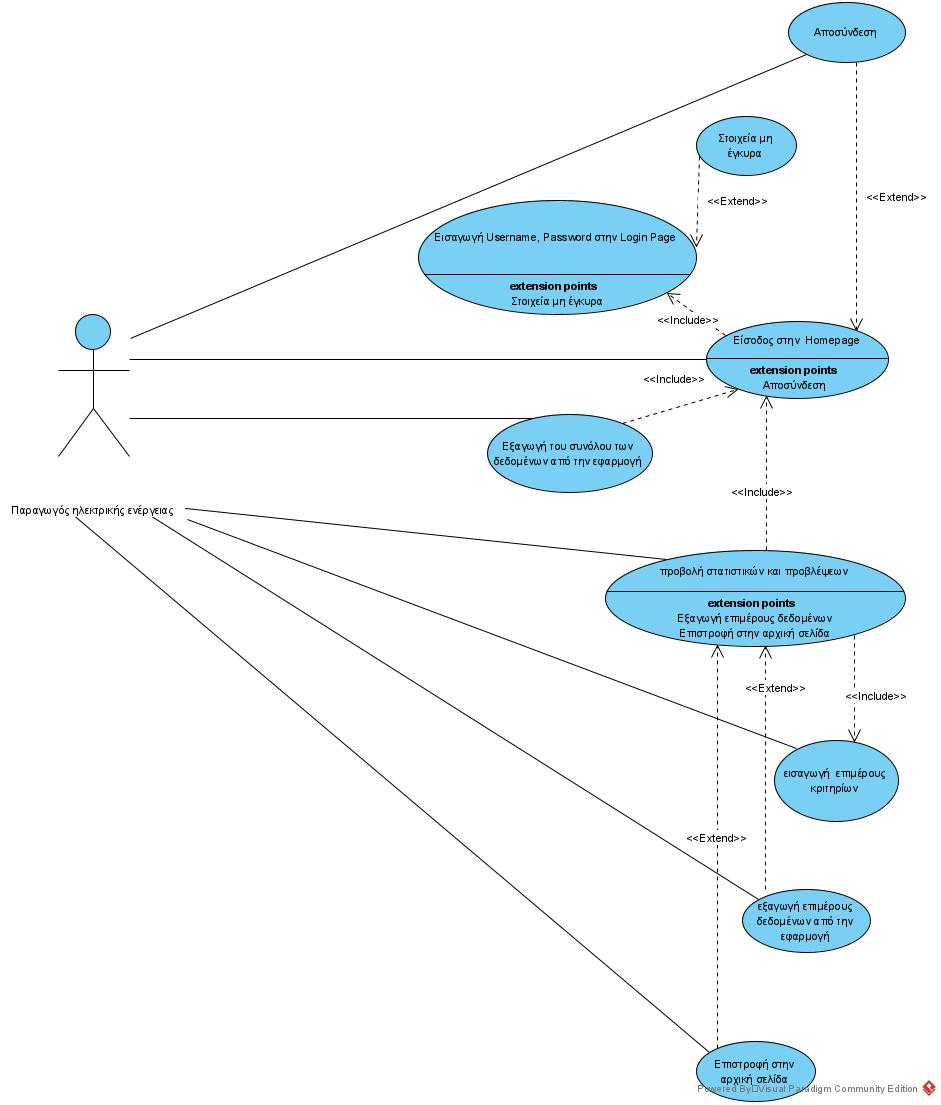 Αποσύνδεση
Στοιχεία μη
έγκυρα
<<Extend>>
<<Extend>>
Εισαγωγή Username, Password στην Login Page
extension points
Στοιχεία μη έγκυρα
<<Include>>
Είσοδος στην Homepage
extension points
Αποσύνδεση
<<Include>>
Εξαγωγή του συνόλου των
δεδομένων από την εφαρμογή
<<Include>>
Παραγωγός ηλεκτρικής ενέργειας
προβολή στατιστικών και προβλέψεων
extension points
Εξαγωγή επιμέρους δεδομένων
Επιστροφή στην αρχική σελίδα
<<Extend>>
<<Include>>
εισαγωγή επιμέρους
κριτηρίων
<<Extend>>
εξαγωγή επιμέρους
δεδομένων από την
εφαρμογή
Επιστροφή στην
αρχική σελίδα
Powered By Visual Paradigm Community Edition